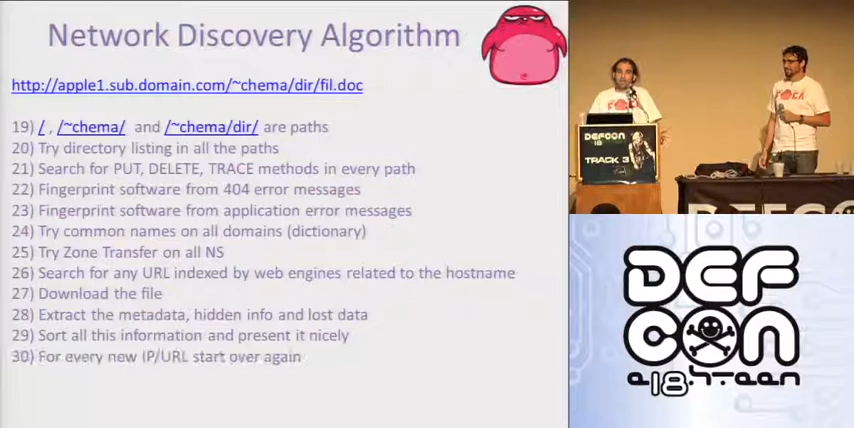 Network Discovery Algorithm
http://apple1.sub.domain.com/~chema/dir/fil.doc
19) / , /~chema/ and /~chema/dir/ are paths
20) Try directory listing in all the paths
21) Search for PUT, DELETE, TRACE methods in every path
22) Fingerprint software from 404 error messages
23) Fingerprint software from application error messages
24) Try common names on all domains (dictionary)
25) Try Zone Transfer on all NS
26) Search for any URL indexed by web engines related to the hostname
27) Download the file
28) Extract the metadata, hidden info and lost data
29) Sort all this information and present it nicely
30) For every new IP/URL start over again
DEFCON
18
TRACK 3
DEF
CON